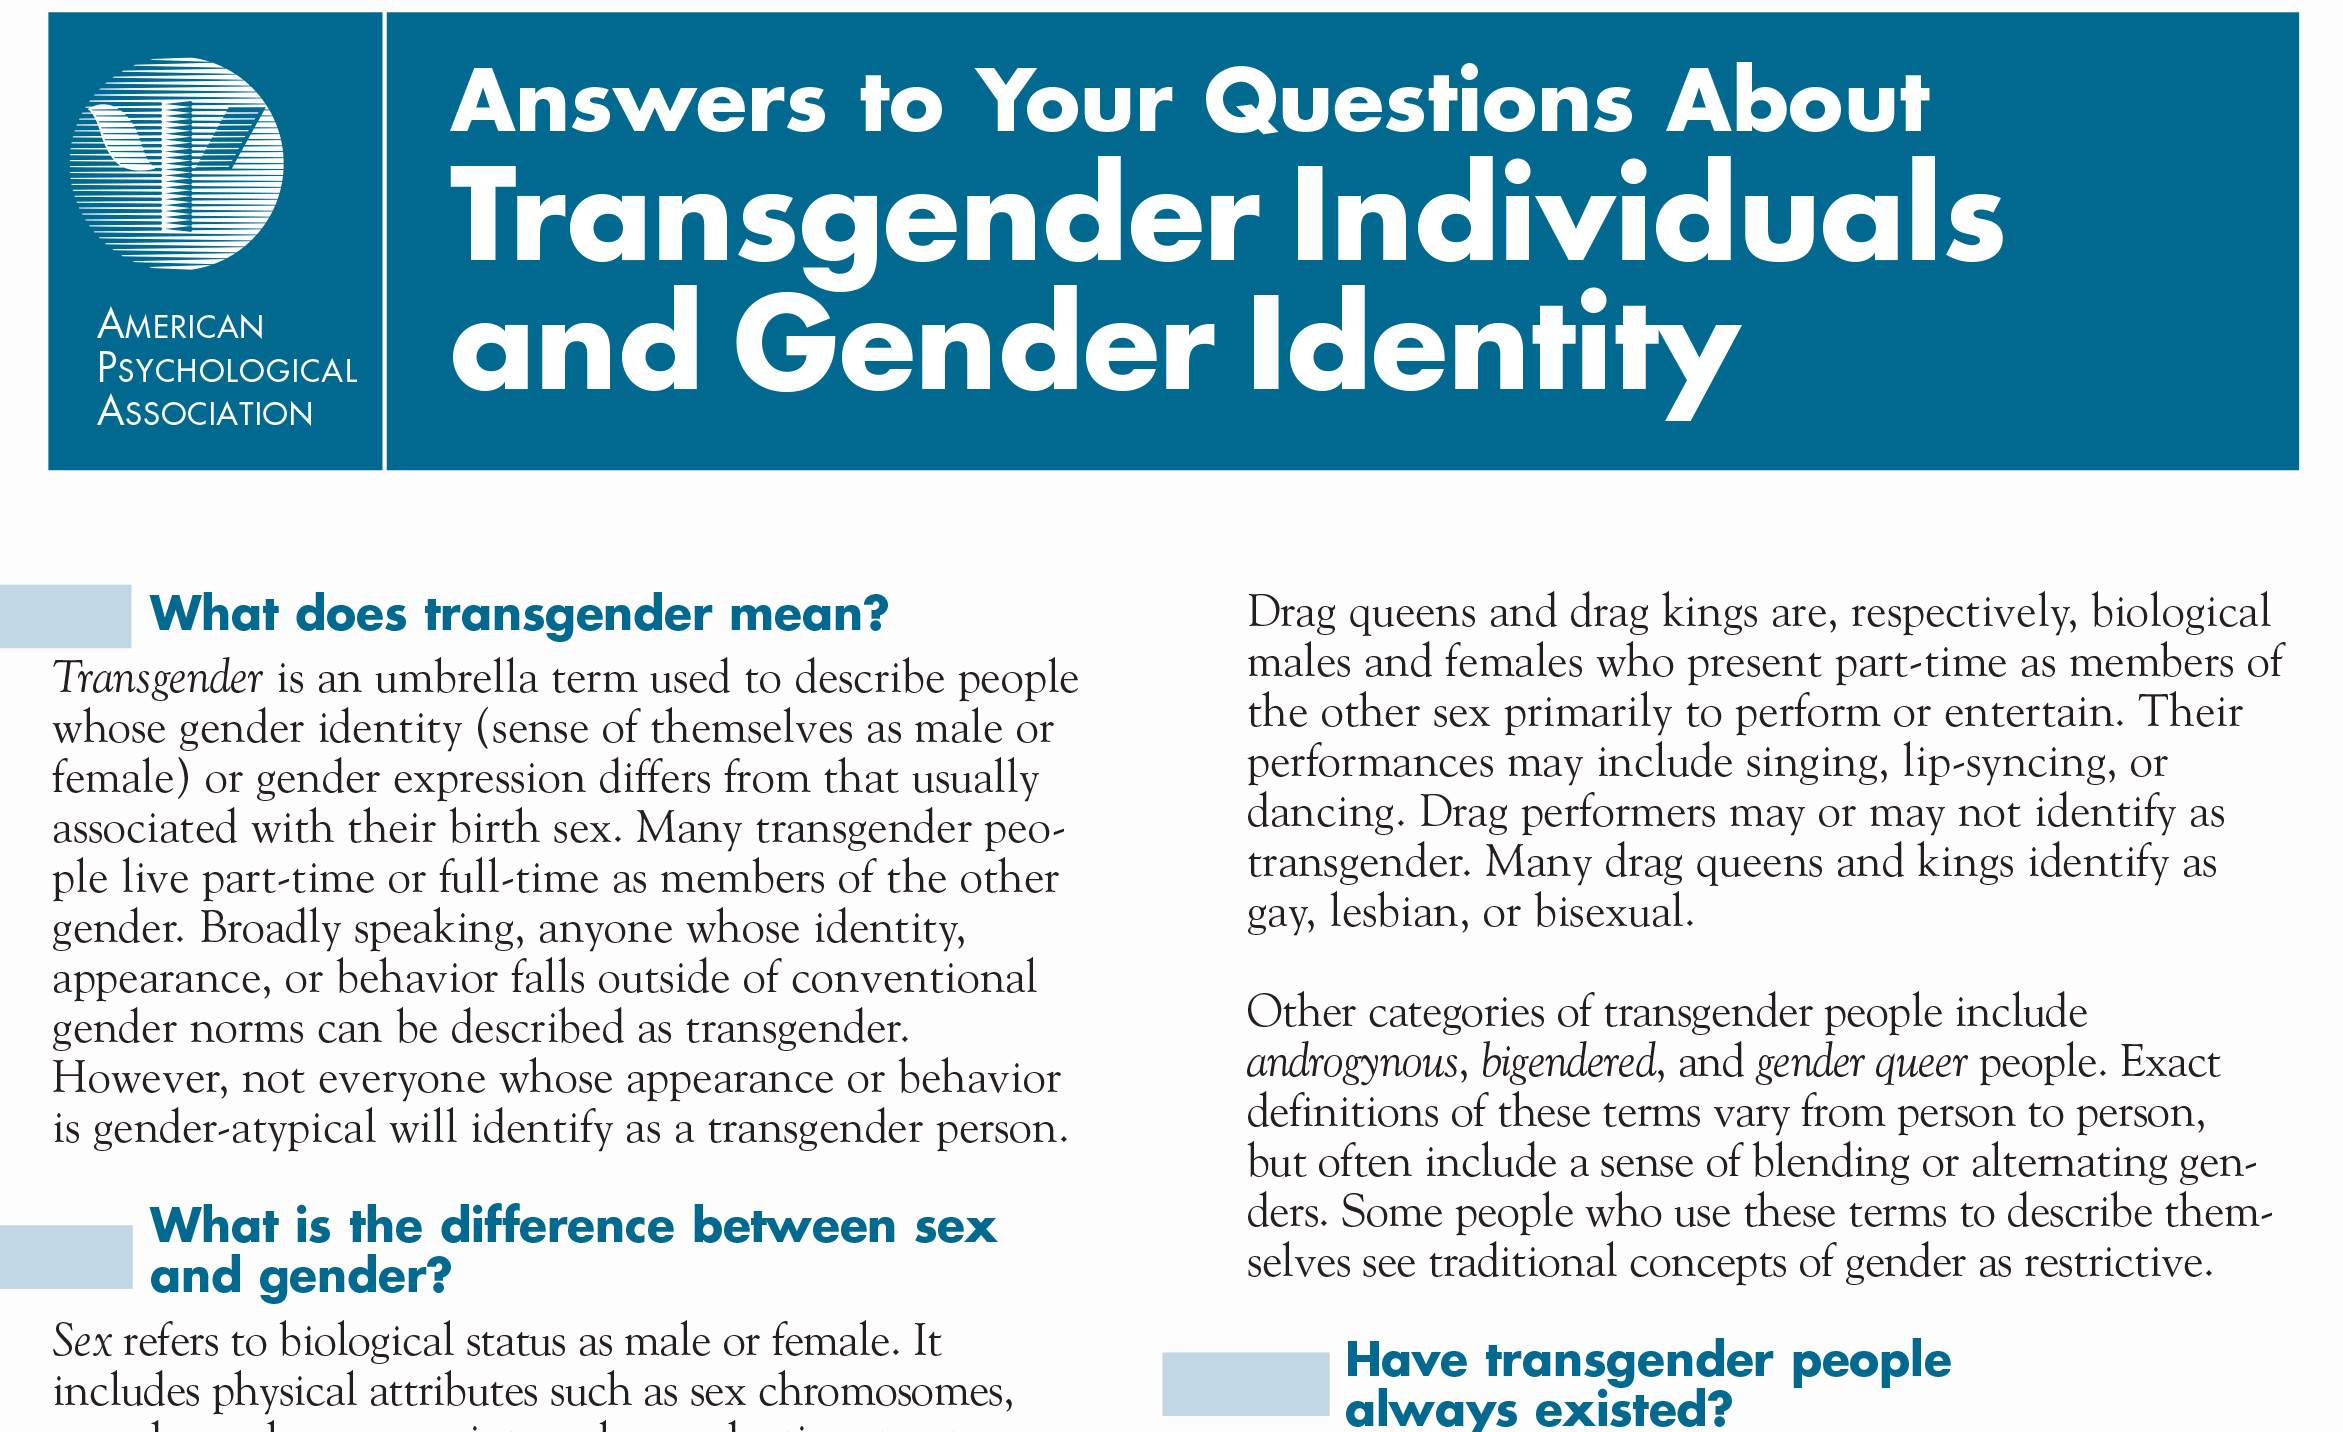 AMERICAN
PSYCHOLOGICAL
ASSOCIATION
Answers to Your Questions About
Transgender Individuals
and Gender Identity
What does transgender mean?
Transgender is an umbrella term used to describe people
whose gender identity (sense of themselves as male or
female) or gender expression differs from that usually
associated with their birth sex. Many transgender peo-
ple live part-time or full-time as members of the other
gender. Broadly speaking, anyone whose identity,
appearance, or behavior falls outside of conventional
gender norms can be described as transgender.
However, not everyone whose appearance or behavior
is gender-atypical will identify as a transgender person.
What is the difference between sex
and gender?
Sex refers to biological status as male or female. It
includes physical attributes such as sex chromosomes,
Drag queens and drag kings are, respectively, biological
males and females who present part-time as members of
the other sex primarily to perform or entertain. Their
performances may include singing, lip-syncing, or
dancing. Drag performers may or may not identify as
transgender. Many drag queens and kings identify as
gay, lesbian, or bisexual.
Other categories of transgender people include
androgynous, bigendered, and gender queer people. Exact
definitions of these terms vary from person to person,
but often include a sense of blending or alternating gen-
ders. Some people who use these terms to describe them-
selves see traditional concepts of gender as restrictive.
Have transgender people
always existed?